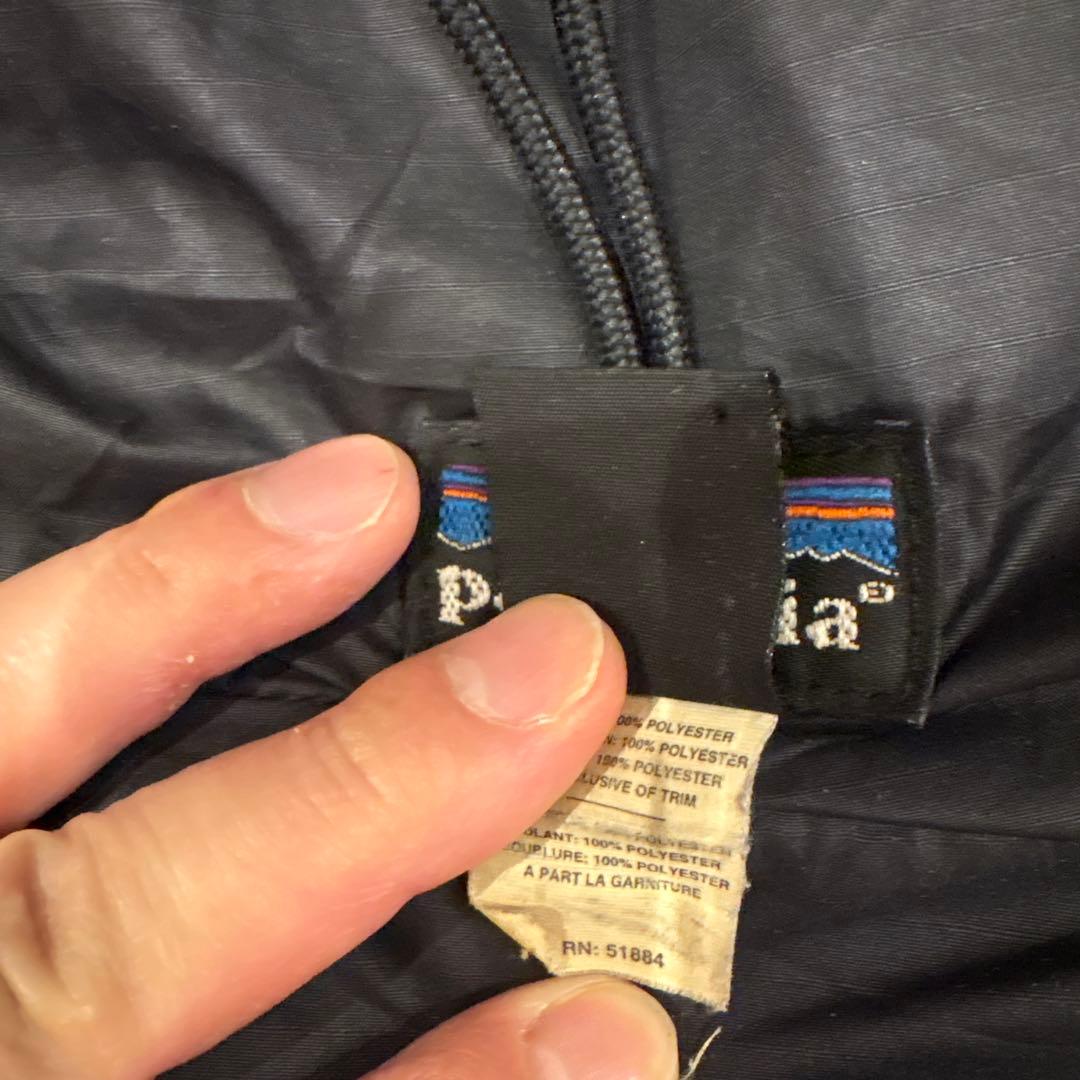 P
ia®
00% POLYESTER
N: 100% POLYESTER
100% POLYESTER
LUSIVE OF TRIM
OLANT: 100% POLYESTER
OUPLURE: 100% POLYESTER
A PART LA GARNITURE
RN: 51884